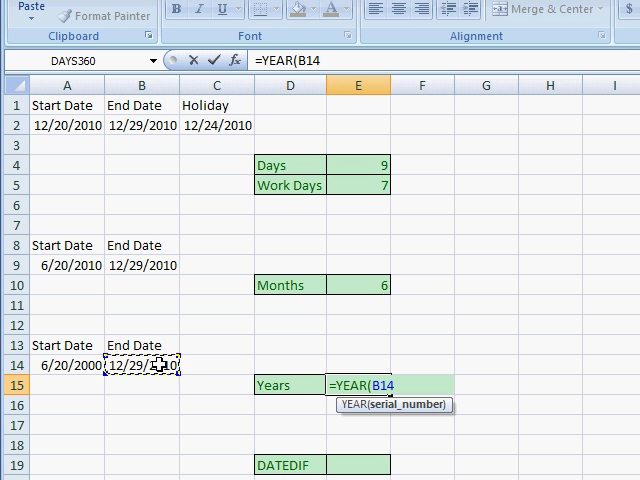 Paste B I U A
Format Painter Merge & Center $
Clipboard Font Alignment
DAYS360 fx =YEAR(B14
A B C D E F G H I
1 Start Date End Date Holiday
2 12/20/2010 12/29/2010 12/24/2010
3
4 Days 9
5 Work Days 7
6
7
8 Start Date End Date
9 6/20/2010 12/29/2010
10 Months 6
11
12
13 Start Date End Date
14 6/20/2000 12/29/2010
15 Years =YEAR(B14
16 YEAR(serial_number)
17
18
19 DATEDIF